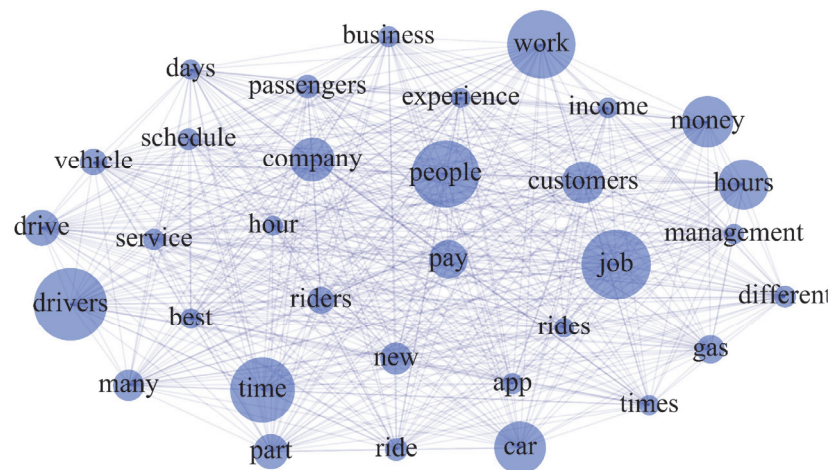 business
work
days
passengers
experience
income
money
schedule
vehicle
company
people
customers
hours
drive
service
hour
management
pay
job
drivers
best
riders
rides
different
many
time
new
app
gas
times
part
ride
car